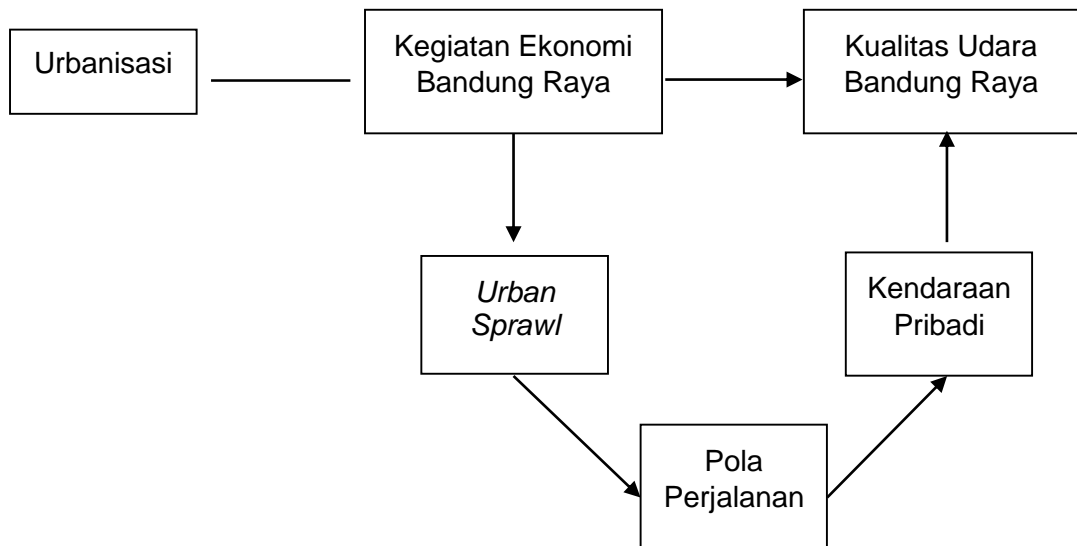 Urbanisasi
Kegiatan Ekonomi
Bandung Raya
Kualitas Udara
Bandung Raya
Urban
Sprawl
Kendaraan
Pribadi
Pola
Perjalanan